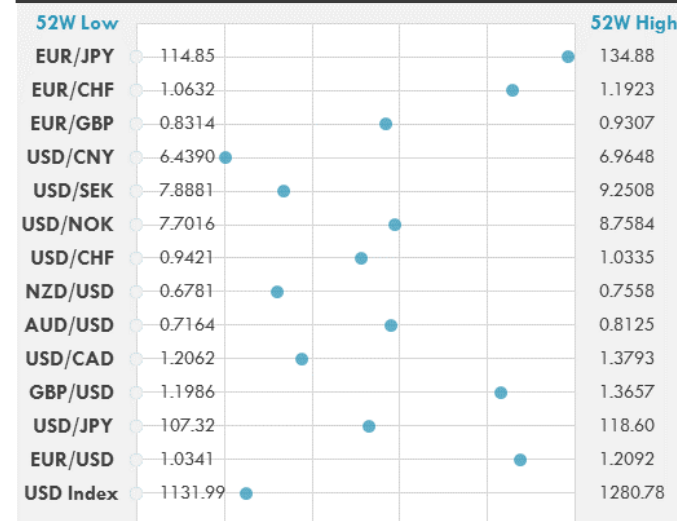 52W Low 52W High
EUR/JPY 114.85 134.88
EUR/CHF 1.0632 1.1923
EUR/GBP 0.8314 0.9307
USD/CNY 6.4390 6.9648
USD/SEK 7.8881 9.2508
USD/NOK 7.7016 8.7584
USD/CHF 0.9421 1.0335
NZD/USD 0.6781 0.7558
AUD/USD 0.7164 0.8125
USD/CAD 1.2062 1.3793
GBP/USD 1.1986 1.3657
USD/JPY 107.32 118.60
EUR/USD 1.0341 1.2092
USD Index 1131.99 1280.78